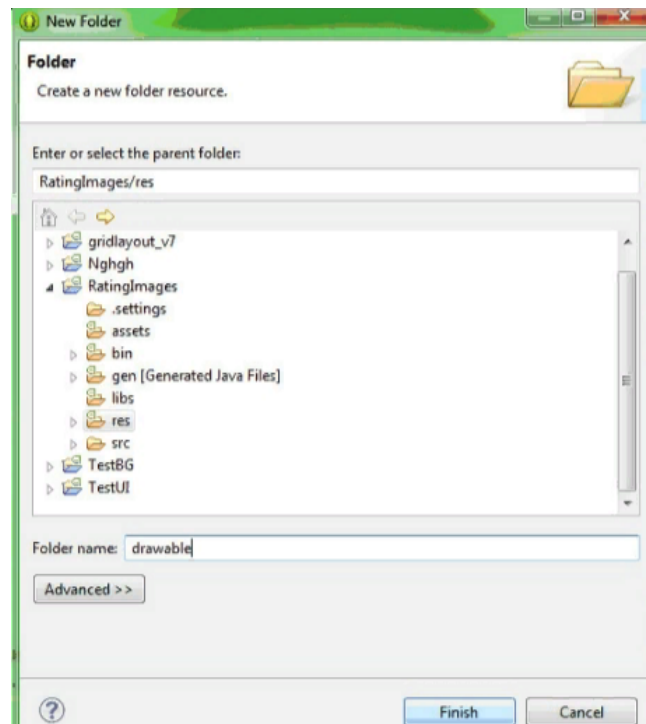 New Folder
Folder
Create a new folder resource.
Enter or select the parent folder:
RatingImages/res
gridlayout_v7
Nghgh
RatingImages
.settings
assets
bin
gen [Generated Java Files]
libs
res
src
TestBG
TestUI
Folder name: drawable
Advanced >>
?
Finish Cancel